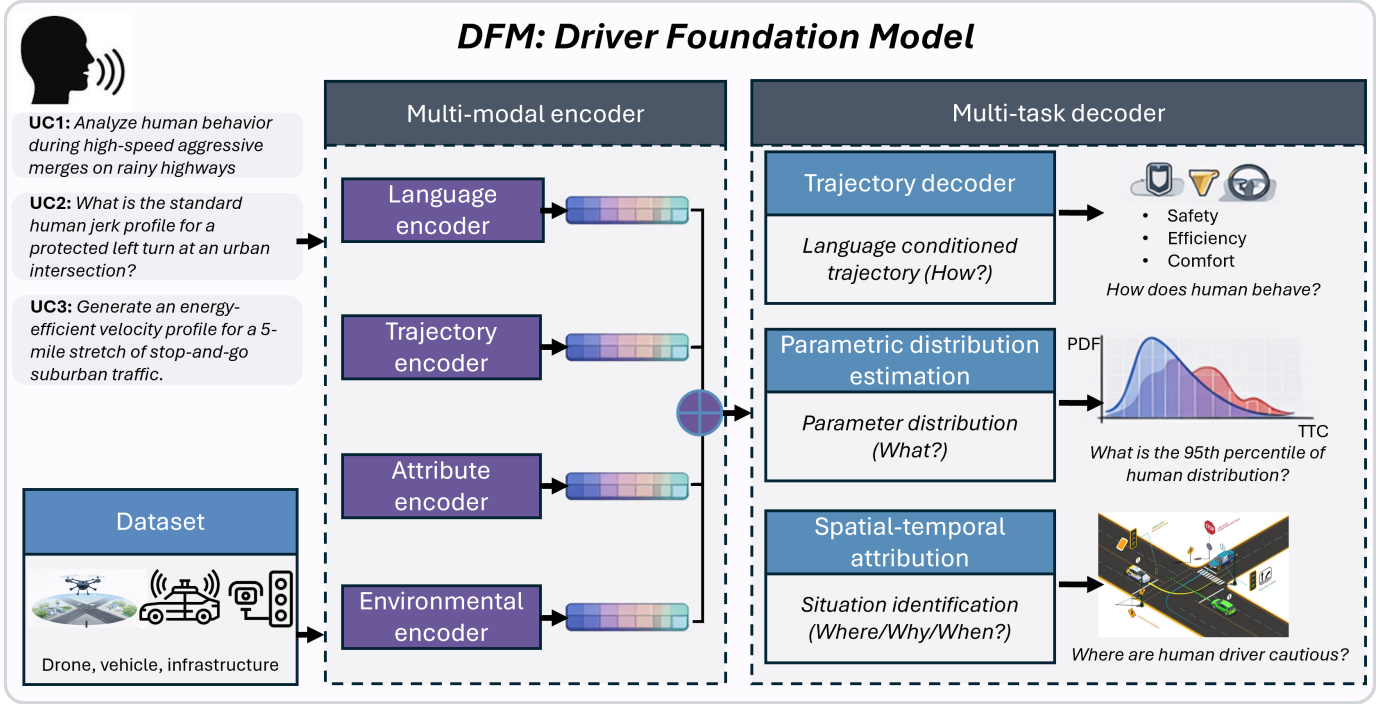 DFM: Driver Foundation Model
UC1: Analyze human behavior
during high-speed aggressive
merges on rainy highways
UC2: What is the standard
human jerk profile for a
protected left turn at an urban
intersection?
UC3: Generate an energy-
efficient velocity profile for a 5-
mile stretch of stop-and-go
suburban traffic.
Dataset
Drone, vehicle, infrastructure
Multi-modal encoder
Language
encoder
Trajectory
encoder
Attribute
encoder
Environmental
encoder
Multi-task decoder
Trajectory decoder
Language conditioned
trajectory (How?)
• Safety
• Efficiency
• Comfort
How does human behave?
Parametric distribution
estimation
Parameter distribution
(What?)
PDF
TTC
What is the 95th percentile of
human distribution?
Spatial-temporal
attribution
Situation identification
(Where/Why/When?)
Where are human driver cautious?